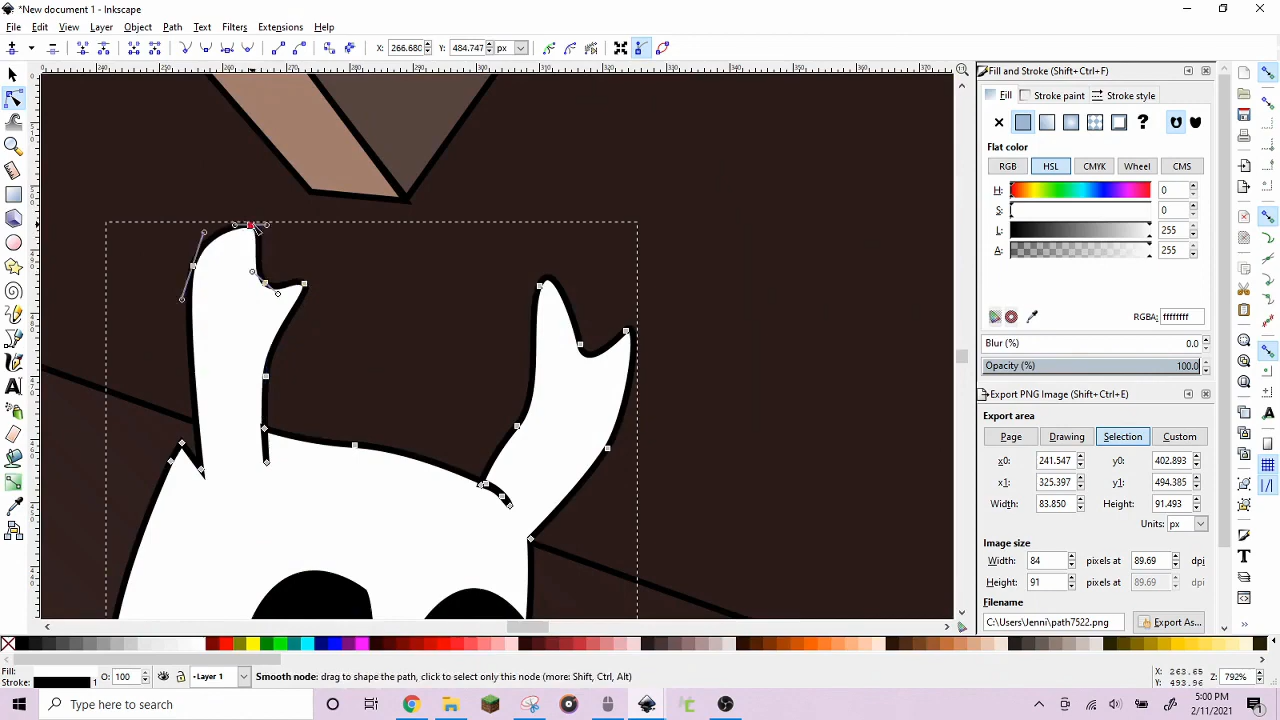 *New document 1 - Inkscape
File Edit View Layer Object Path Text Filters Extensions Help
X: 266.680 Y: 484.747 px
Fill and Stroke (Shift+Ctrl+F)
Fill Stroke paint Stroke style
Flat color
RGB HSL CMYK Wheel CMS
H: 0
S: 0
L: 255
A: 255
RGBA: ffffffff
Blur (%) 0.0
Opacity (%) 100.0
Export PNG Image (Shift+Ctrl+E)
Export area
Page Drawing Selection Custom
x0: 241.547 y0: 402.893
x1: 325.397 y1: 494.385
Width: 83.850 Height: 91.493
Units: px
Image size
Width: 84 pixels at 89.69 dpi
Height: 91 pixels at 89.69 dpi
Filename
C:\Users\Jenni\path7522.png Export As...
Fill:
Stroke: O: 100 Layer 1 Smooth node: drag to shape the path, click to select only this node (more: Shift, Ctrl, Alt) X: 263.65 Y: 493.96 Z: 792%
Type here to search
5:00 PM
2/11/2021